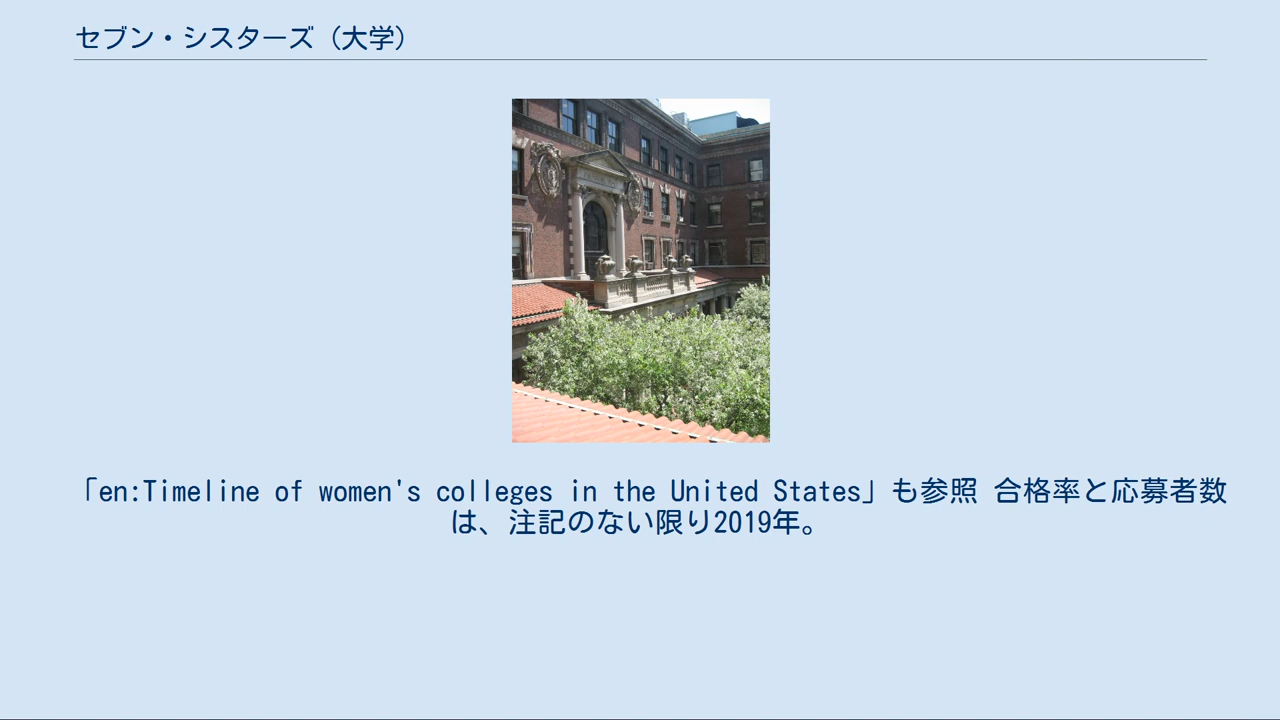 セブン・シスターズ（大学）
「en:Timeline of women's colleges in the United States」も参照 合格率と応募者数
は、注記のない限り2019年。